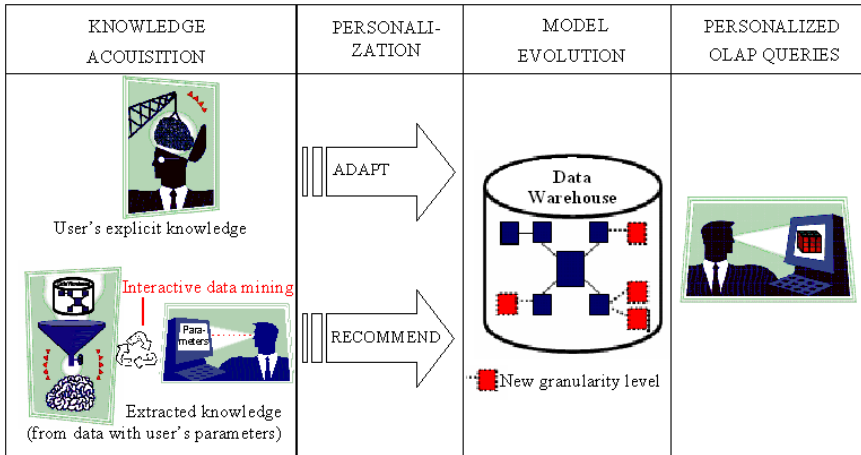 KNOWLEDGE
ACOUISITION
PERSONALI-
ZATION
MODEL
EVOLUTION
PERSONALIZED
OLAP QUERIES
User's explicit knowledge
ADAPT
Data
Warehouse
Interactive data mining
Para-
meters
RECOMMEND
New granularity level
Extracted knowledge
(from data with user's parameters)